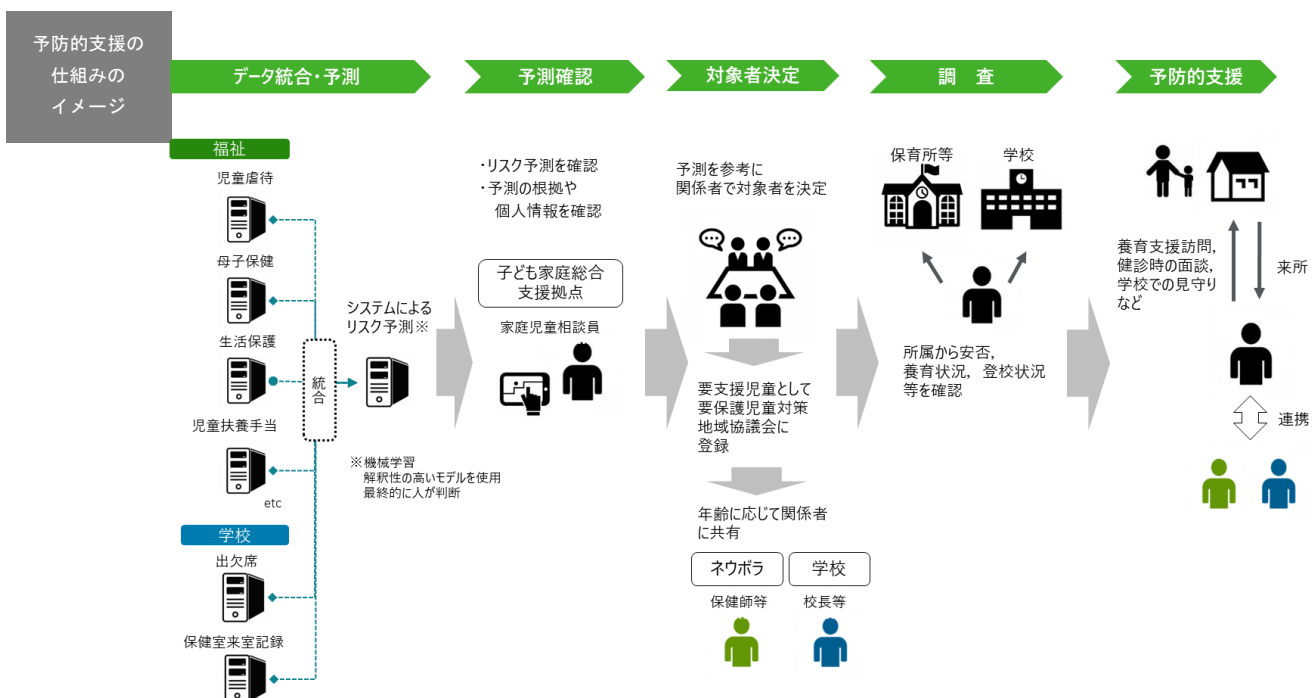 予防的支援の
仕組みの
イメージ
データ統合・予測
予測確認
対象者決定
調　査
予防的支援
福祉
児童虐待
母子保健
生活保護
児童扶養手当
etc
学校
出欠席
保健室来室記録
統合
システムによる
リスク予測※
※機械学習
解釈性の高いモデルを使用
最終的に人が判断
・リスク予測を確認
・予測の根拠や
個人情報を確認
子ども家庭総合
支援拠点
家庭児童相談員
予測を参考に
関係者で対象者を決定
要支援児童として
要保護児童対策
地域協議会に
登録
年齢に応じて関係者
に共有
ネウボラ
学校
保健師等
校長等
保育所等
学校
所属から安否，
養育状況，登校状況
等を確認
養育支援訪問，
健診時の面談，
学校での見守り
など
来所
連携